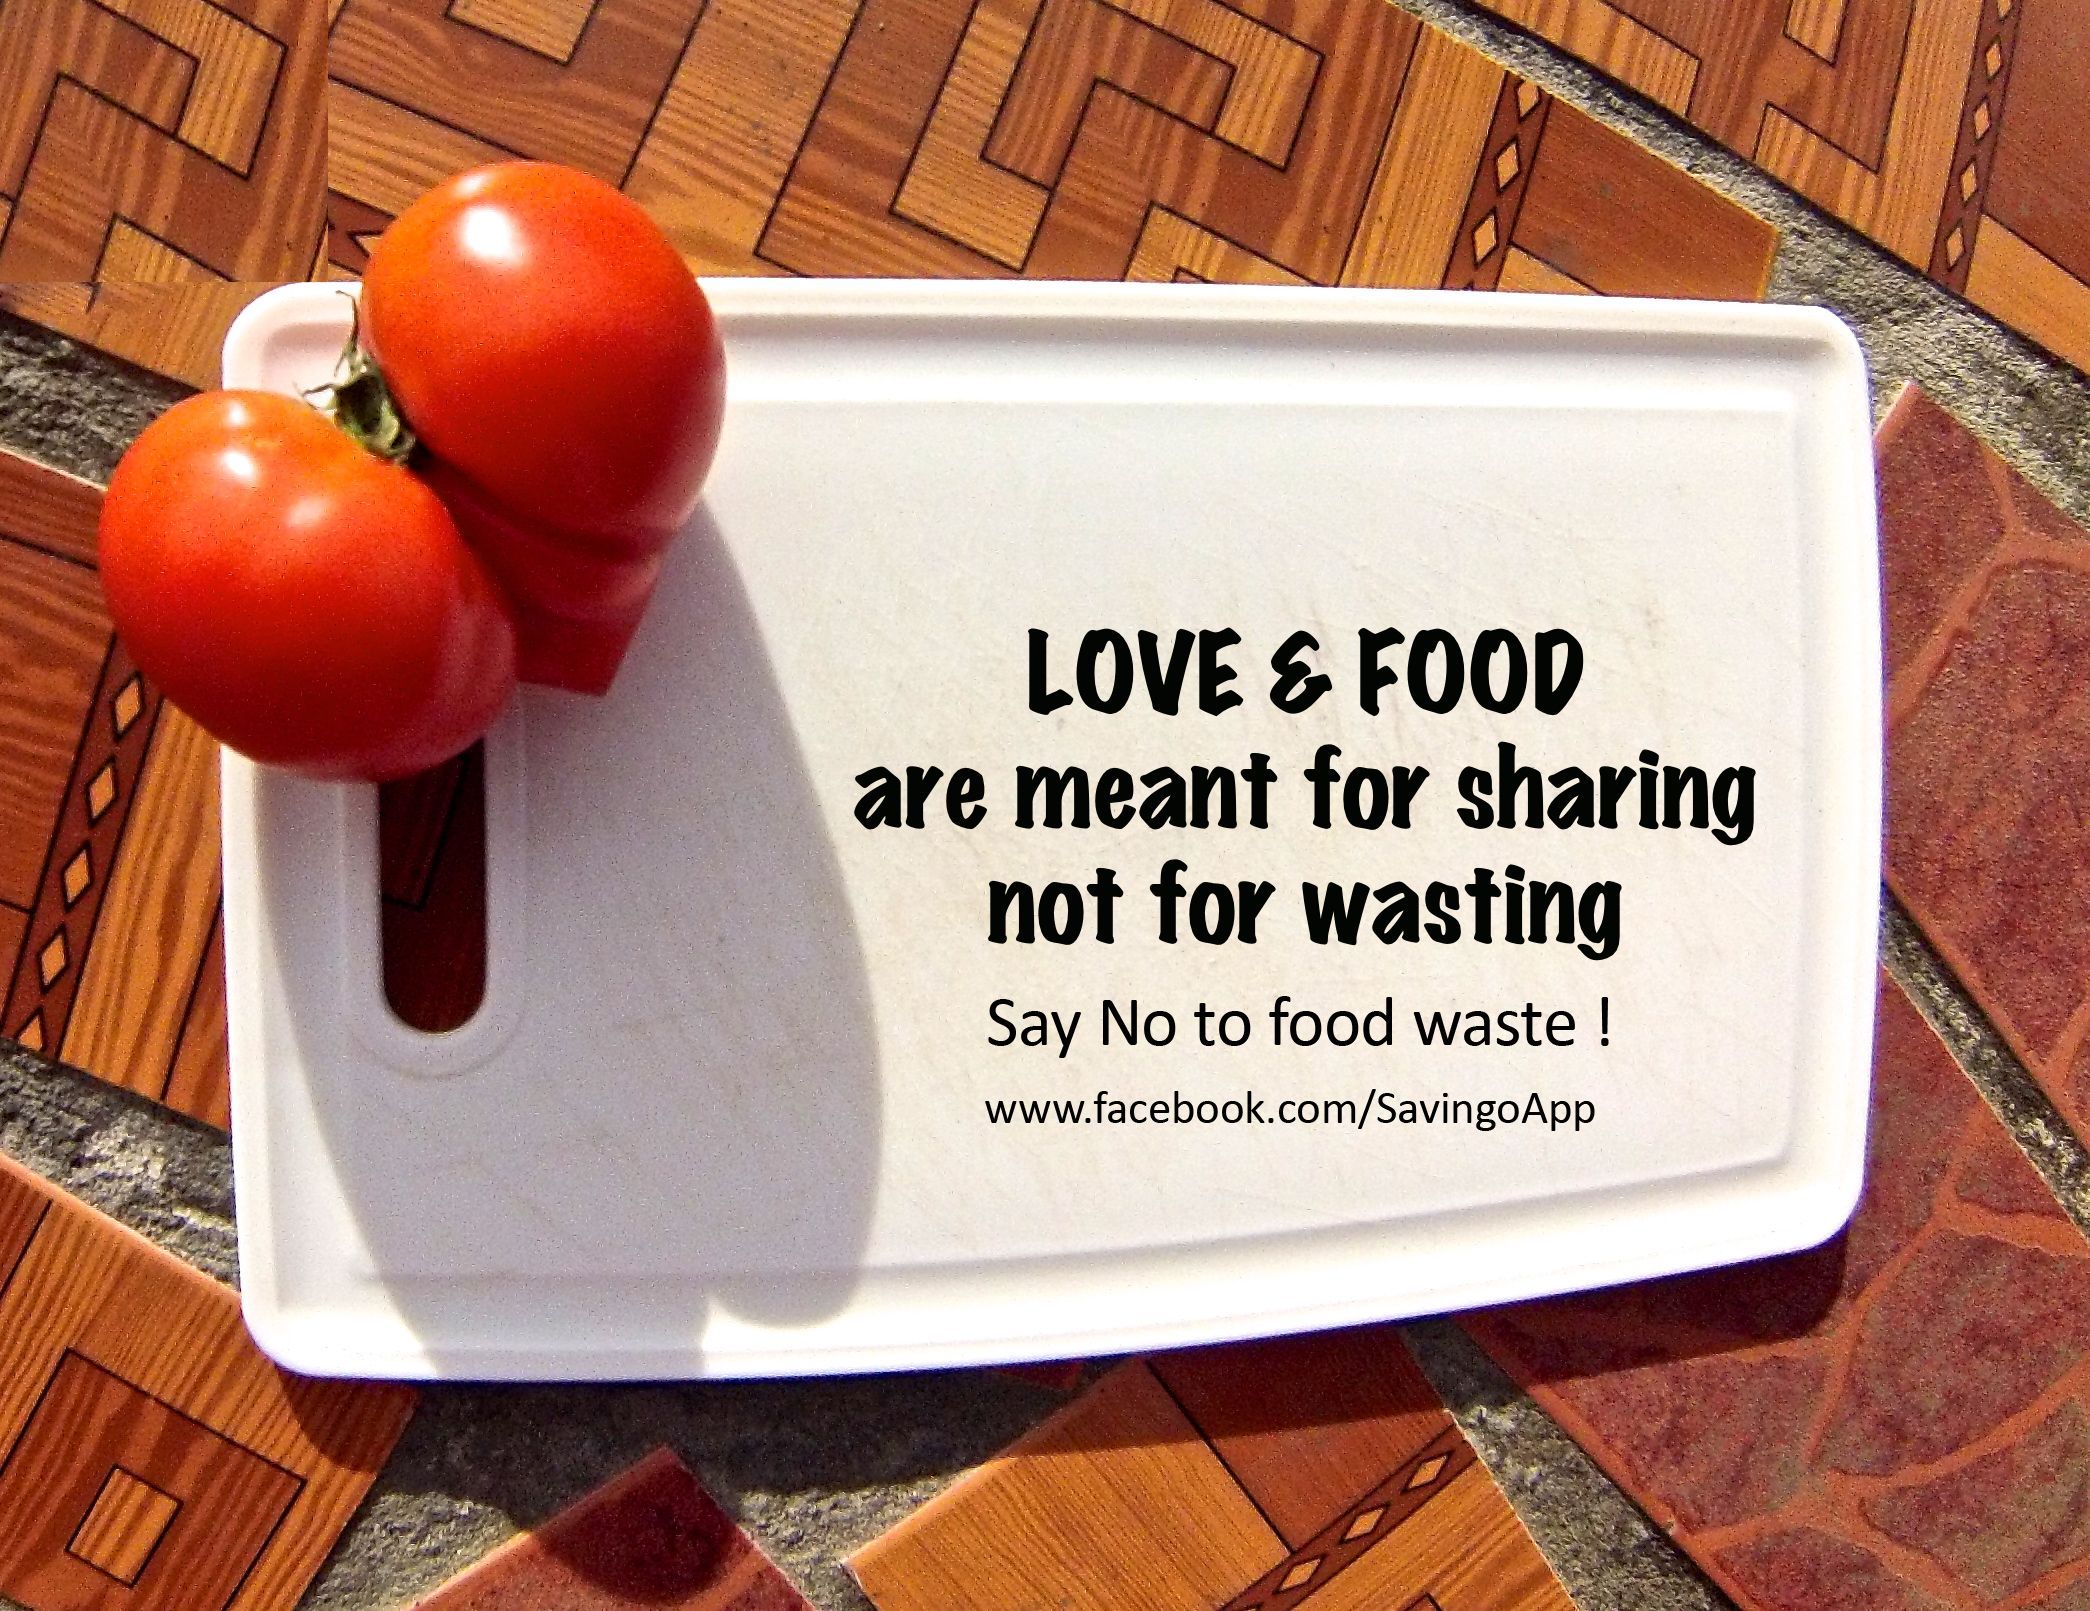 LOVE & FOOD
are meant for sharing
not for wasting
Say No to food waste !
www.facebook.com/SavingoApp